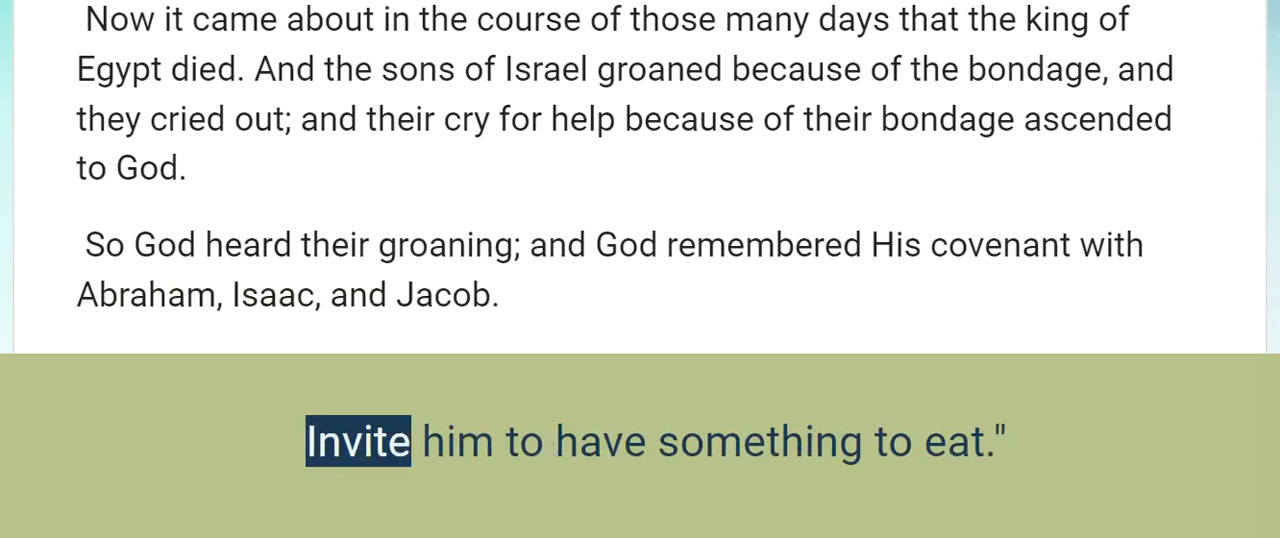 Now it came about in the course of those many days that the king of
Egypt died. And the sons of Israel groaned because of the bondage, and
they cried out; and their cry for help because of their bondage ascended
to God.
So God heard their groaning; and God remembered His covenant with
Abraham, Isaac, and Jacob.
Invite him to have something to eat."